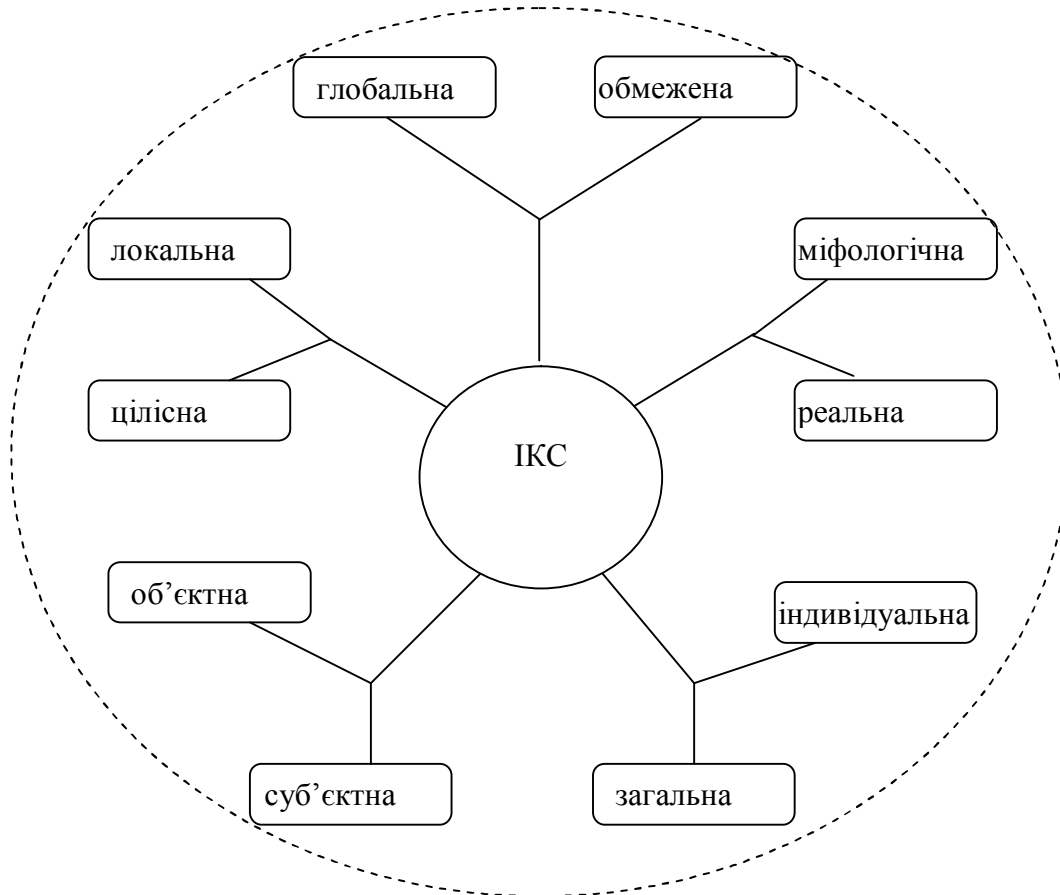 глобальна
обмежена
локальна
міфологічна
цілісна
реальна
ІКС
об’єктна
індивідуальна
суб’єктна
загальна